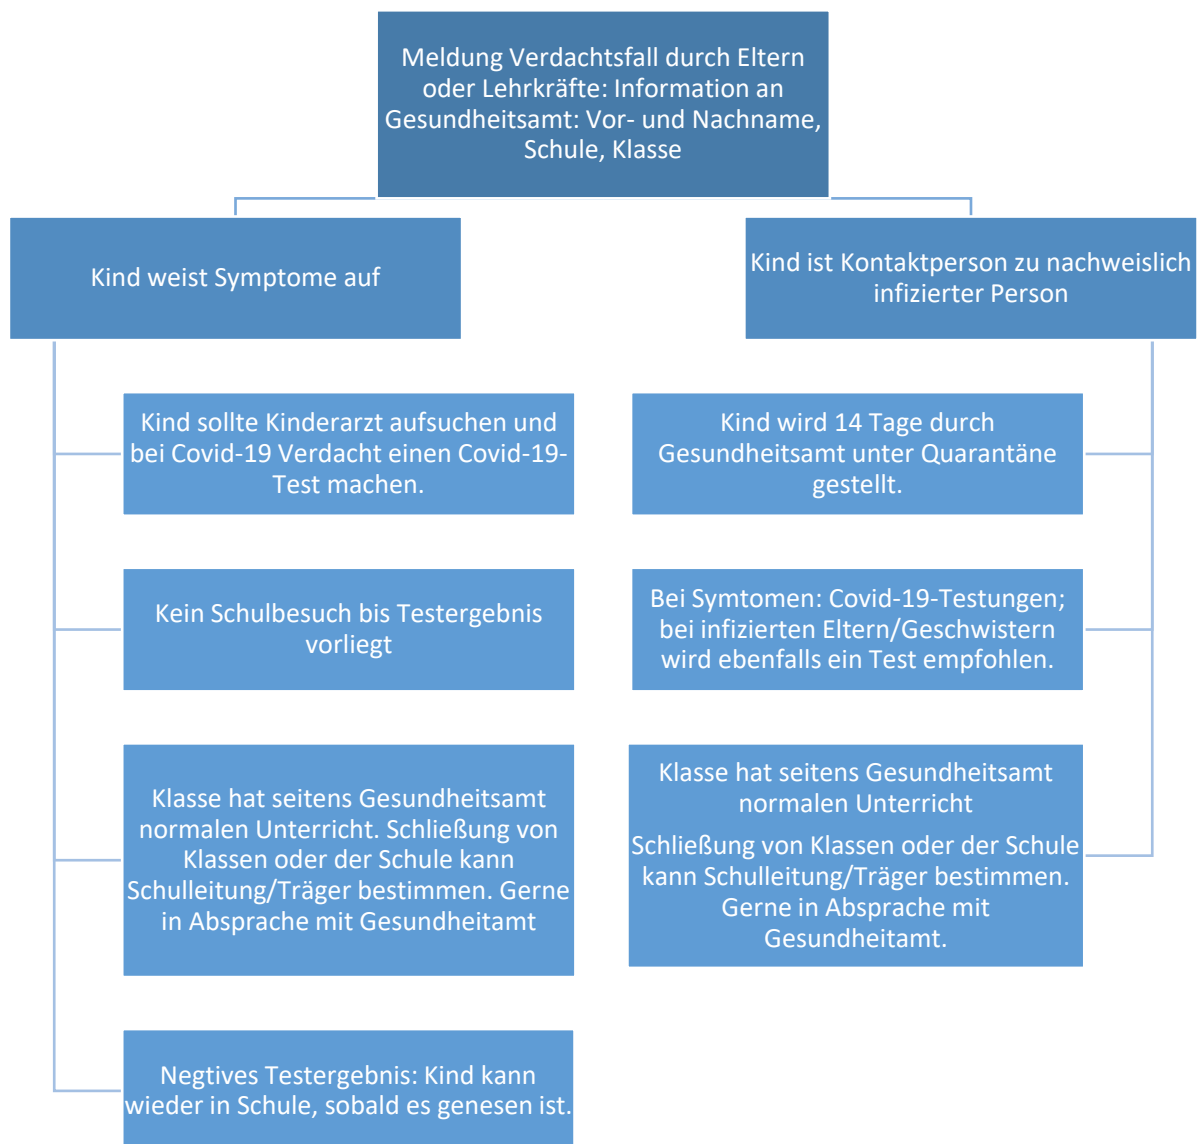 Meldung Verdachtsfall durch Eltern
oder Lehrkräfte: Information an
Gesundheitsamt: Vor- und Nachname,
Schule, Klasse
Kind weist Symptome auf
Kind sollte Kinderarzt aufsuchen und
bei Covid-19 Verdacht einen Covid-19-
Test machen.
Kein Schulbesuch bis Testergebnis
vorliegt
Klasse hat seitens Gesundheitsamt
normalen Unterricht. Schließung von
Klassen oder der Schule kann
Schulleitung/Träger bestimmen. Gerne
in Absprache mit Gesundheitamt
Negtives Testergebnis: Kind kann
wieder in Schule, sobald es genesen ist.
Kind ist Kontaktperson zu nachweislich
infizierter Person
Kind wird 14 Tage durch
Gesundheitsamt unter Quarantäne
gestellt.
Bei Symtomen: Covid-19-Testungen;
bei infizierten Eltern/Geschwistern
wird ebenfalls ein Test empfohlen.
Klasse hat seitens Gesundheitsamt
normalen Unterricht
Schließung von Klassen oder der Schule
kann Schulleitung/Träger bestimmen.
Gerne in Absprache mit
Gesundheitamt.